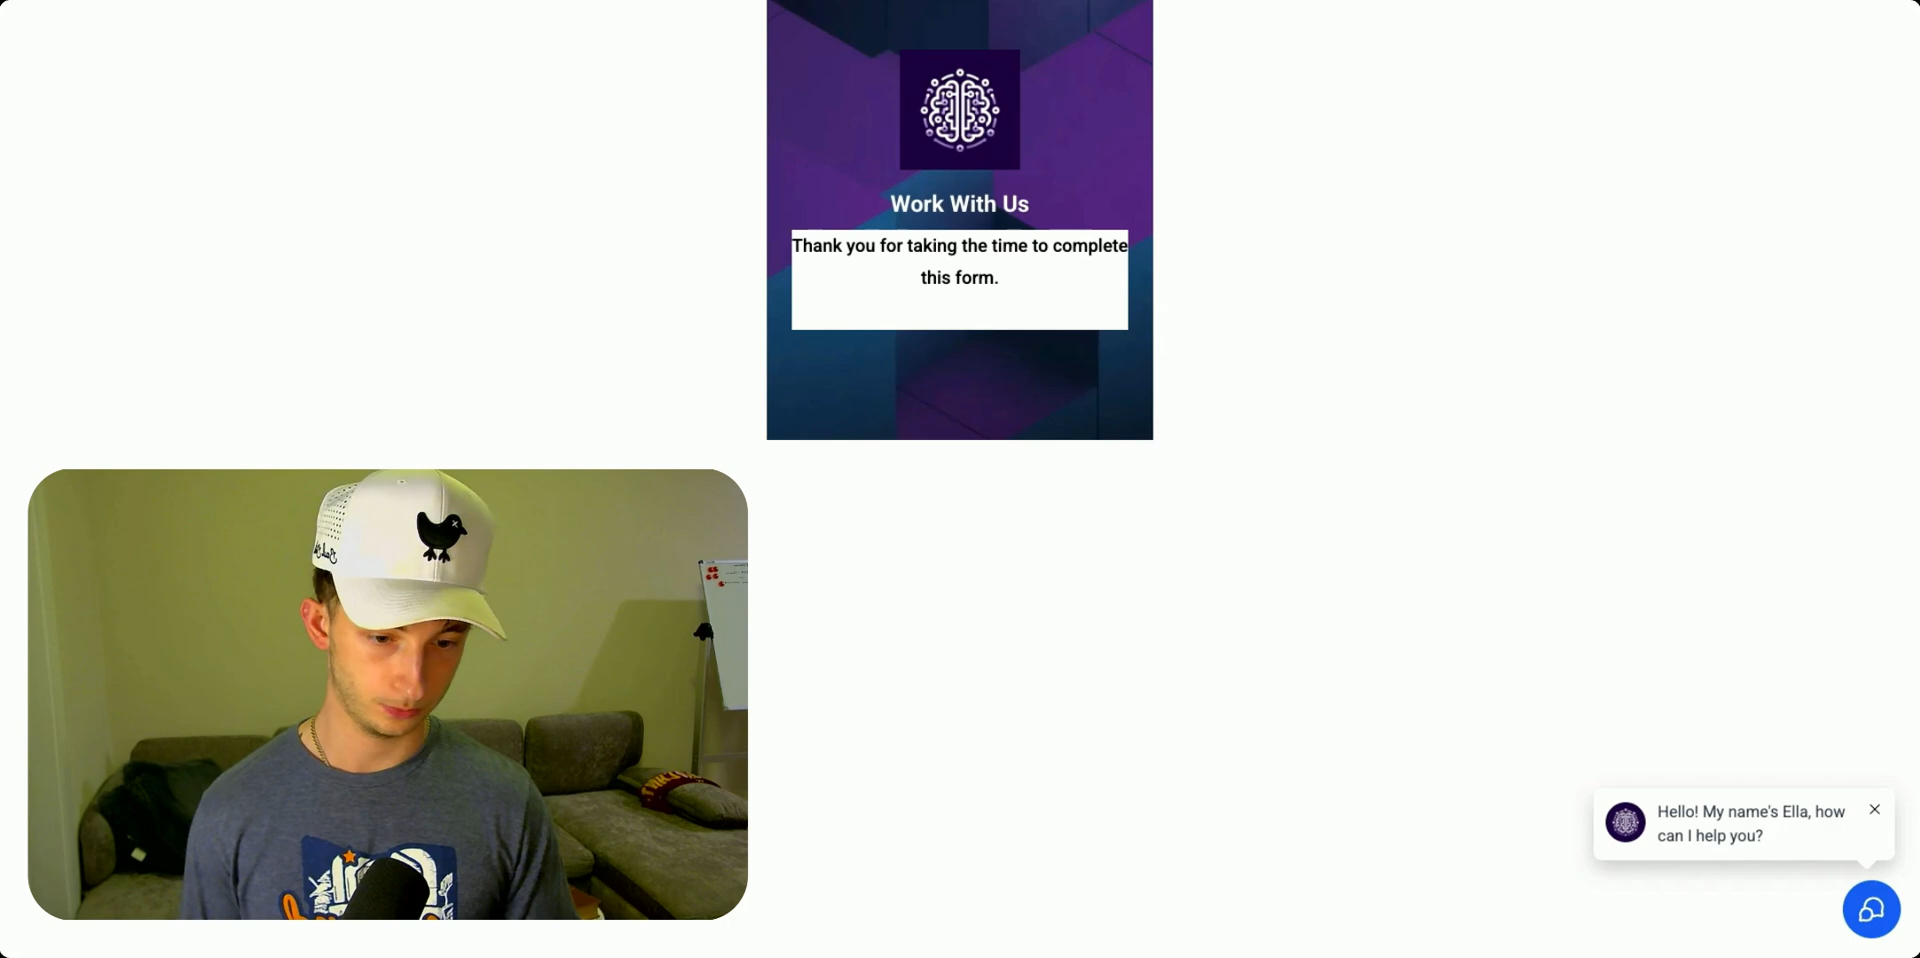 Work With Us
Thank you for taking the time to complete
this form.
Hello! My name's Ella, how
can I help you?